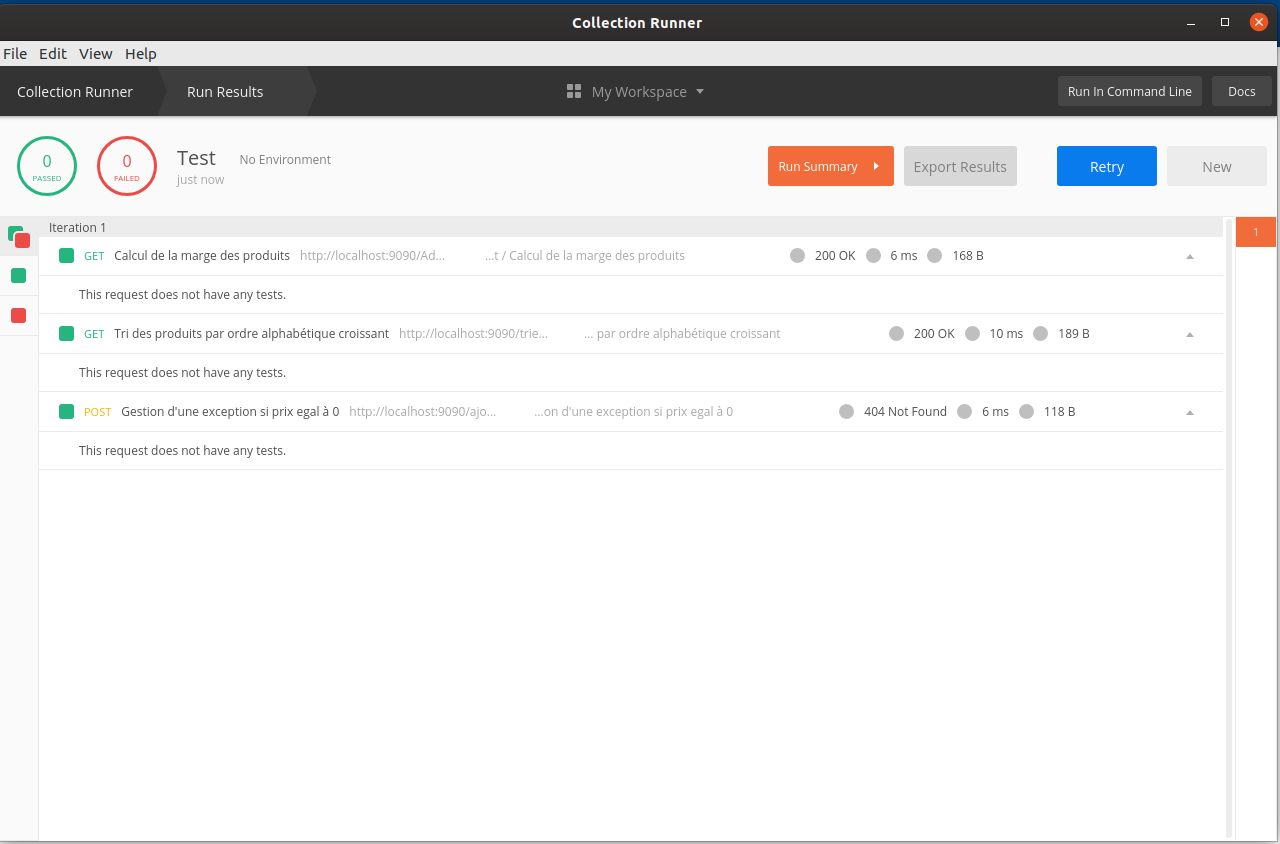 Collection Runner
File Edit View Help
Collection Runner Run Results My Workspace Run In Command Line Docs
0 PASSED
0 FAILED
Test No Environment
just now
Run Summary Export Results Retry New
Iteration 1
1
GET Calcul de la marge des produits http://localhost:9090/Ad... ...t / Calcul de la marge des produits 200 OK 6 ms 168 B
This request does not have any tests.
GET Tri des produits par ordre alphabétique croissant http://localhost:9090/trie... ... par ordre alphabétique croissant 200 OK 10 ms 189 B
This request does not have any tests.
POST Gestion d'une exception si prix egal à 0 http://localhost:9090/ajo... ...on d'une exception si prix egal à 0 404 Not Found 6 ms 118 B
This request does not have any tests.